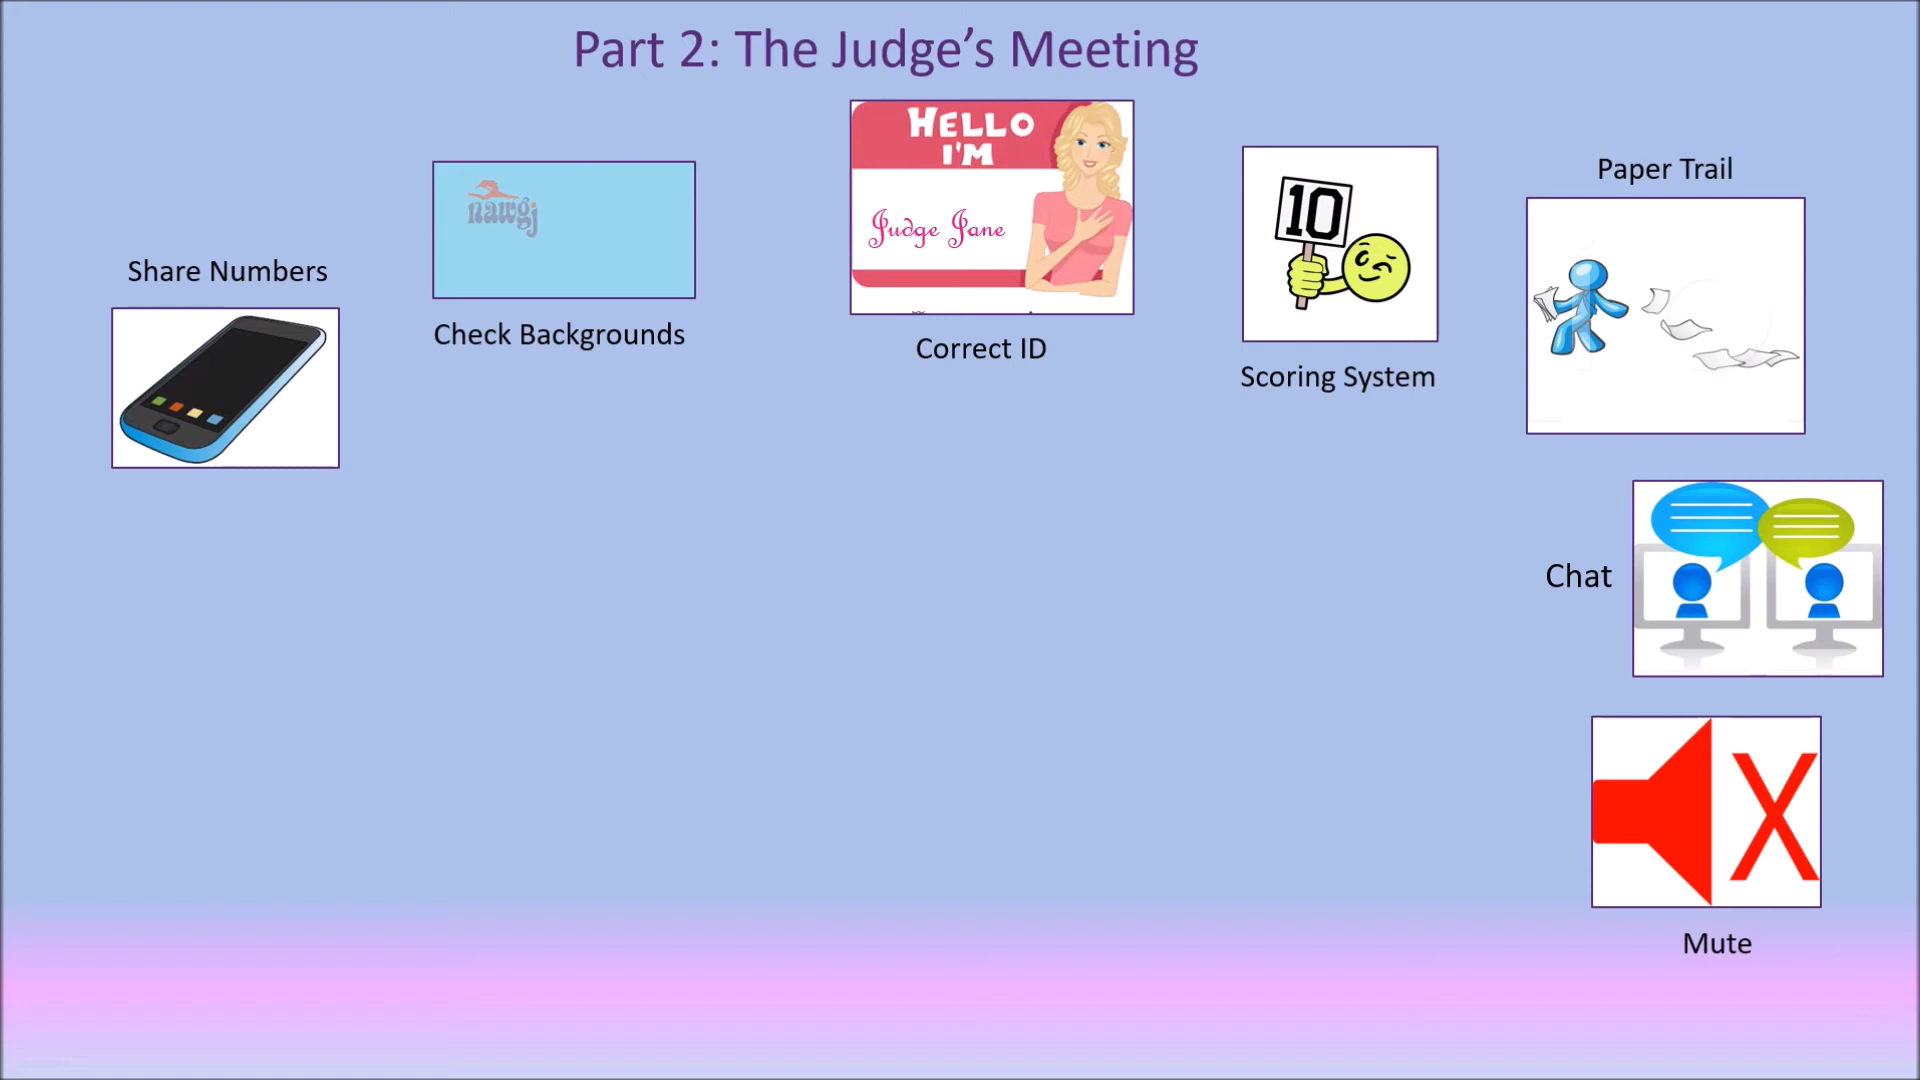 Part 2: The Judge’s Meeting
Share Numbers
nawgj
Check Backgrounds
HELLO
I'M
Judge Jane
Correct ID
10
Scoring System
Paper Trail
Chat
Mute